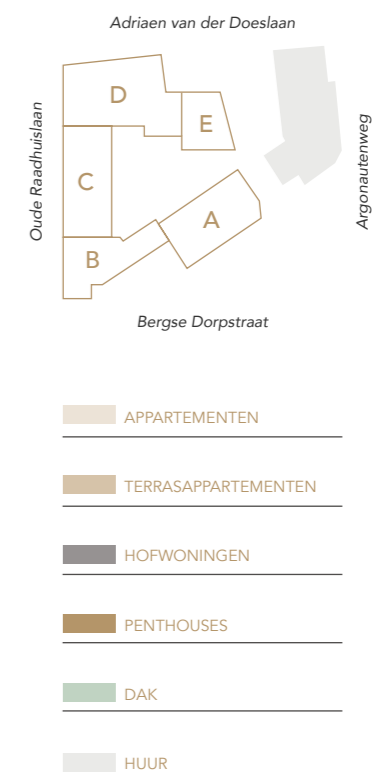 Adriaen van der Doeslaan
D
E
Oude Raadhuislaan
C
A
Argonautenweg
B
Bergse Dorpstraat
APPARTEMENTEN
TERRASAPPARTEMENTEN
HOFWONINGEN
PENTHOUSES
DAK
HUUR